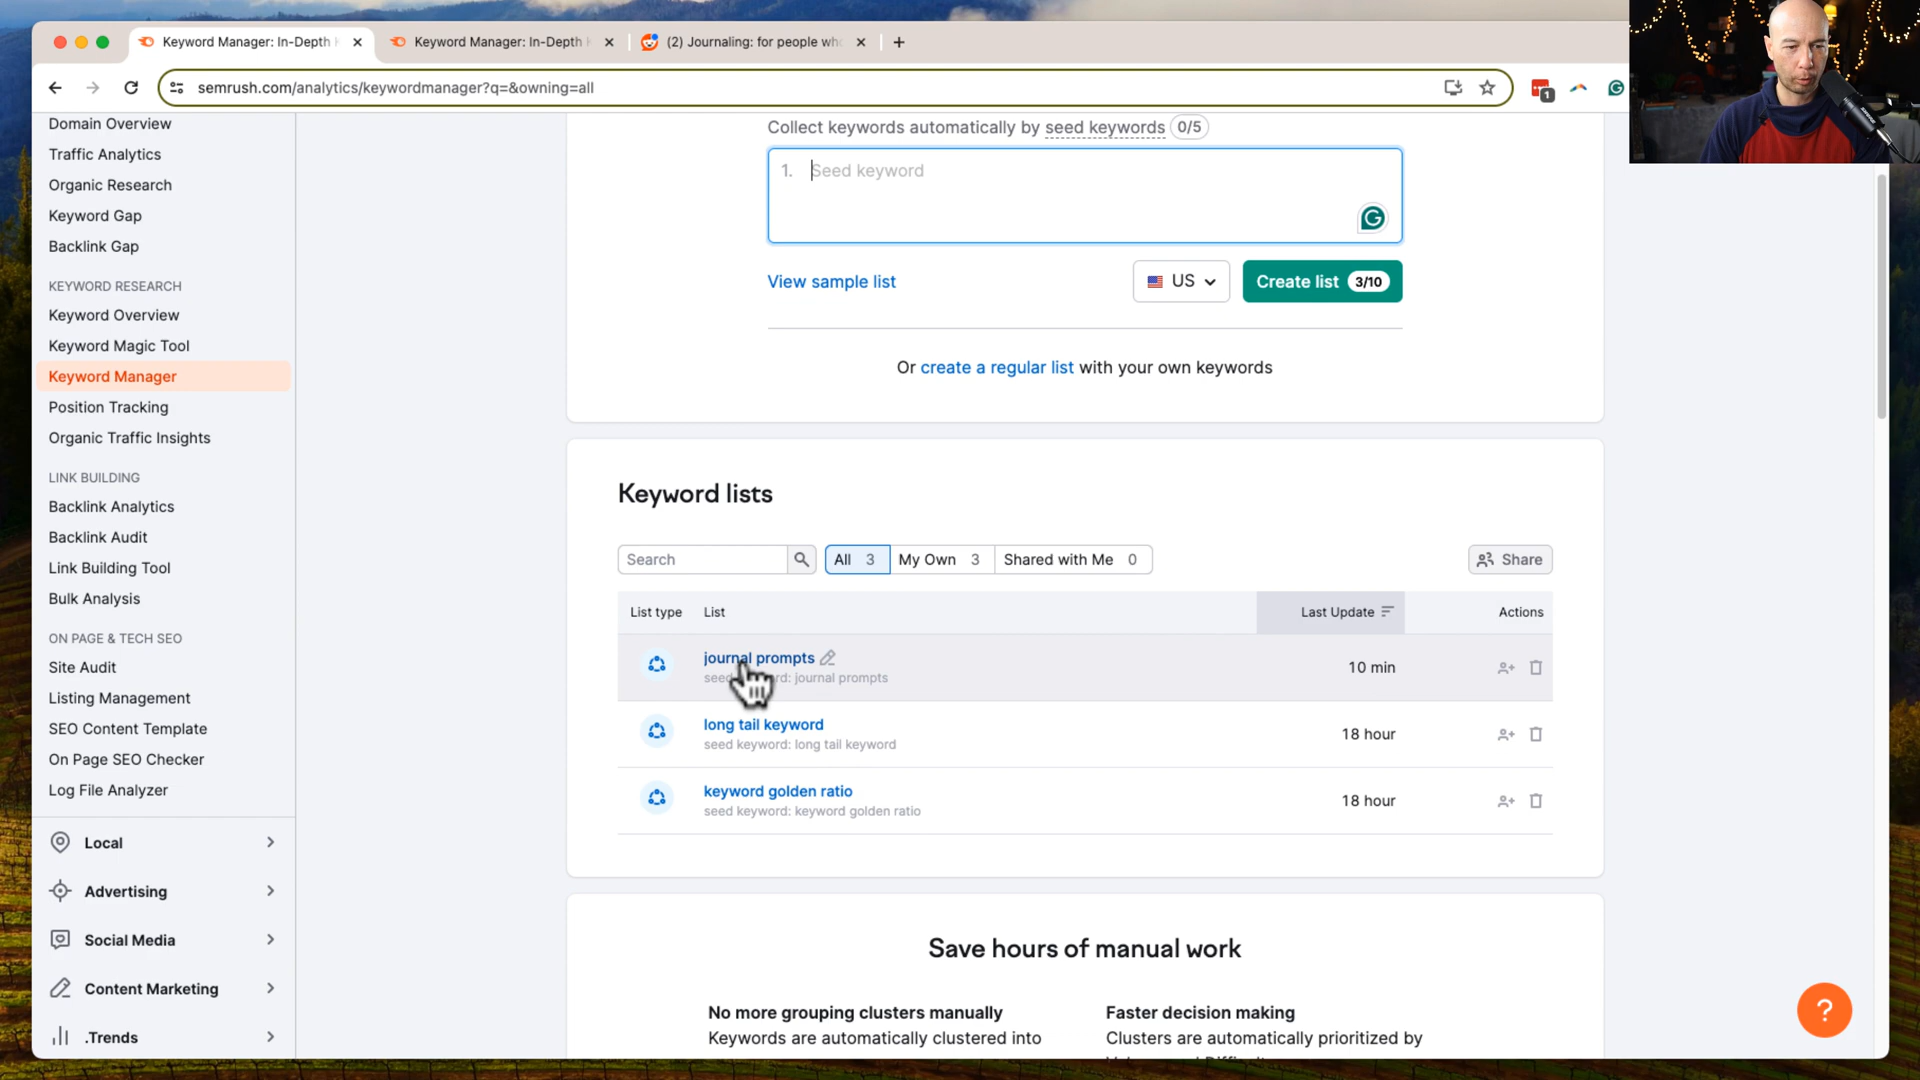 Keyword Manager: In-Depth
Keyword Manager: In-Depth
(2) Journaling: for people who
semrush.com/analytics/keywordmanager?q=&owning=all
1
Domain Overview
Traffic Analytics
Organic Research
Keyword Gap
Backlink Gap
KEYWORD RESEARCH
Keyword Overview
Keyword Magic Tool
Keyword Manager
Position Tracking
Organic Traffic Insights
LINK BUILDING
Backlink Analytics
Backlink Audit
Link Building Tool
Bulk Analysis
ON PAGE & TECH SEO
Site Audit
Listing Management
SEO Content Template
On Page SEO Checker
Log File Analyzer
Local
Advertising
Social Media
Content Marketing
.Trends
Collect keywords automatically by seed keywords 0/5
1. Seed keyword
View sample list
US
Create list 3/10
Or create a regular list with your own keywords
Keyword lists
Search
All 3
My Own 3
Shared with Me 0
Share
List type List Last Update Actions
journal prompts
seed journal prompts
10 min
long tail keyword
seed keyword: long tail keyword
18 hour
keyword golden ratio
seed keyword: keyword golden ratio
18 hour
Save hours of manual work
No more grouping clusters manually
Keywords are automatically clustered into
Faster decision making
Clusters are automatically prioritized by
?